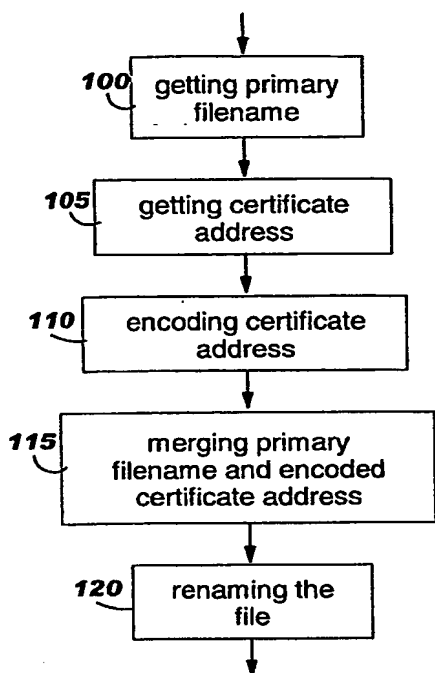 100
getting primary
filename
105
getting certificate
address
110
encoding certificate
address
115
merging primary
filename and encoded
certificate address
120
renaming the
file